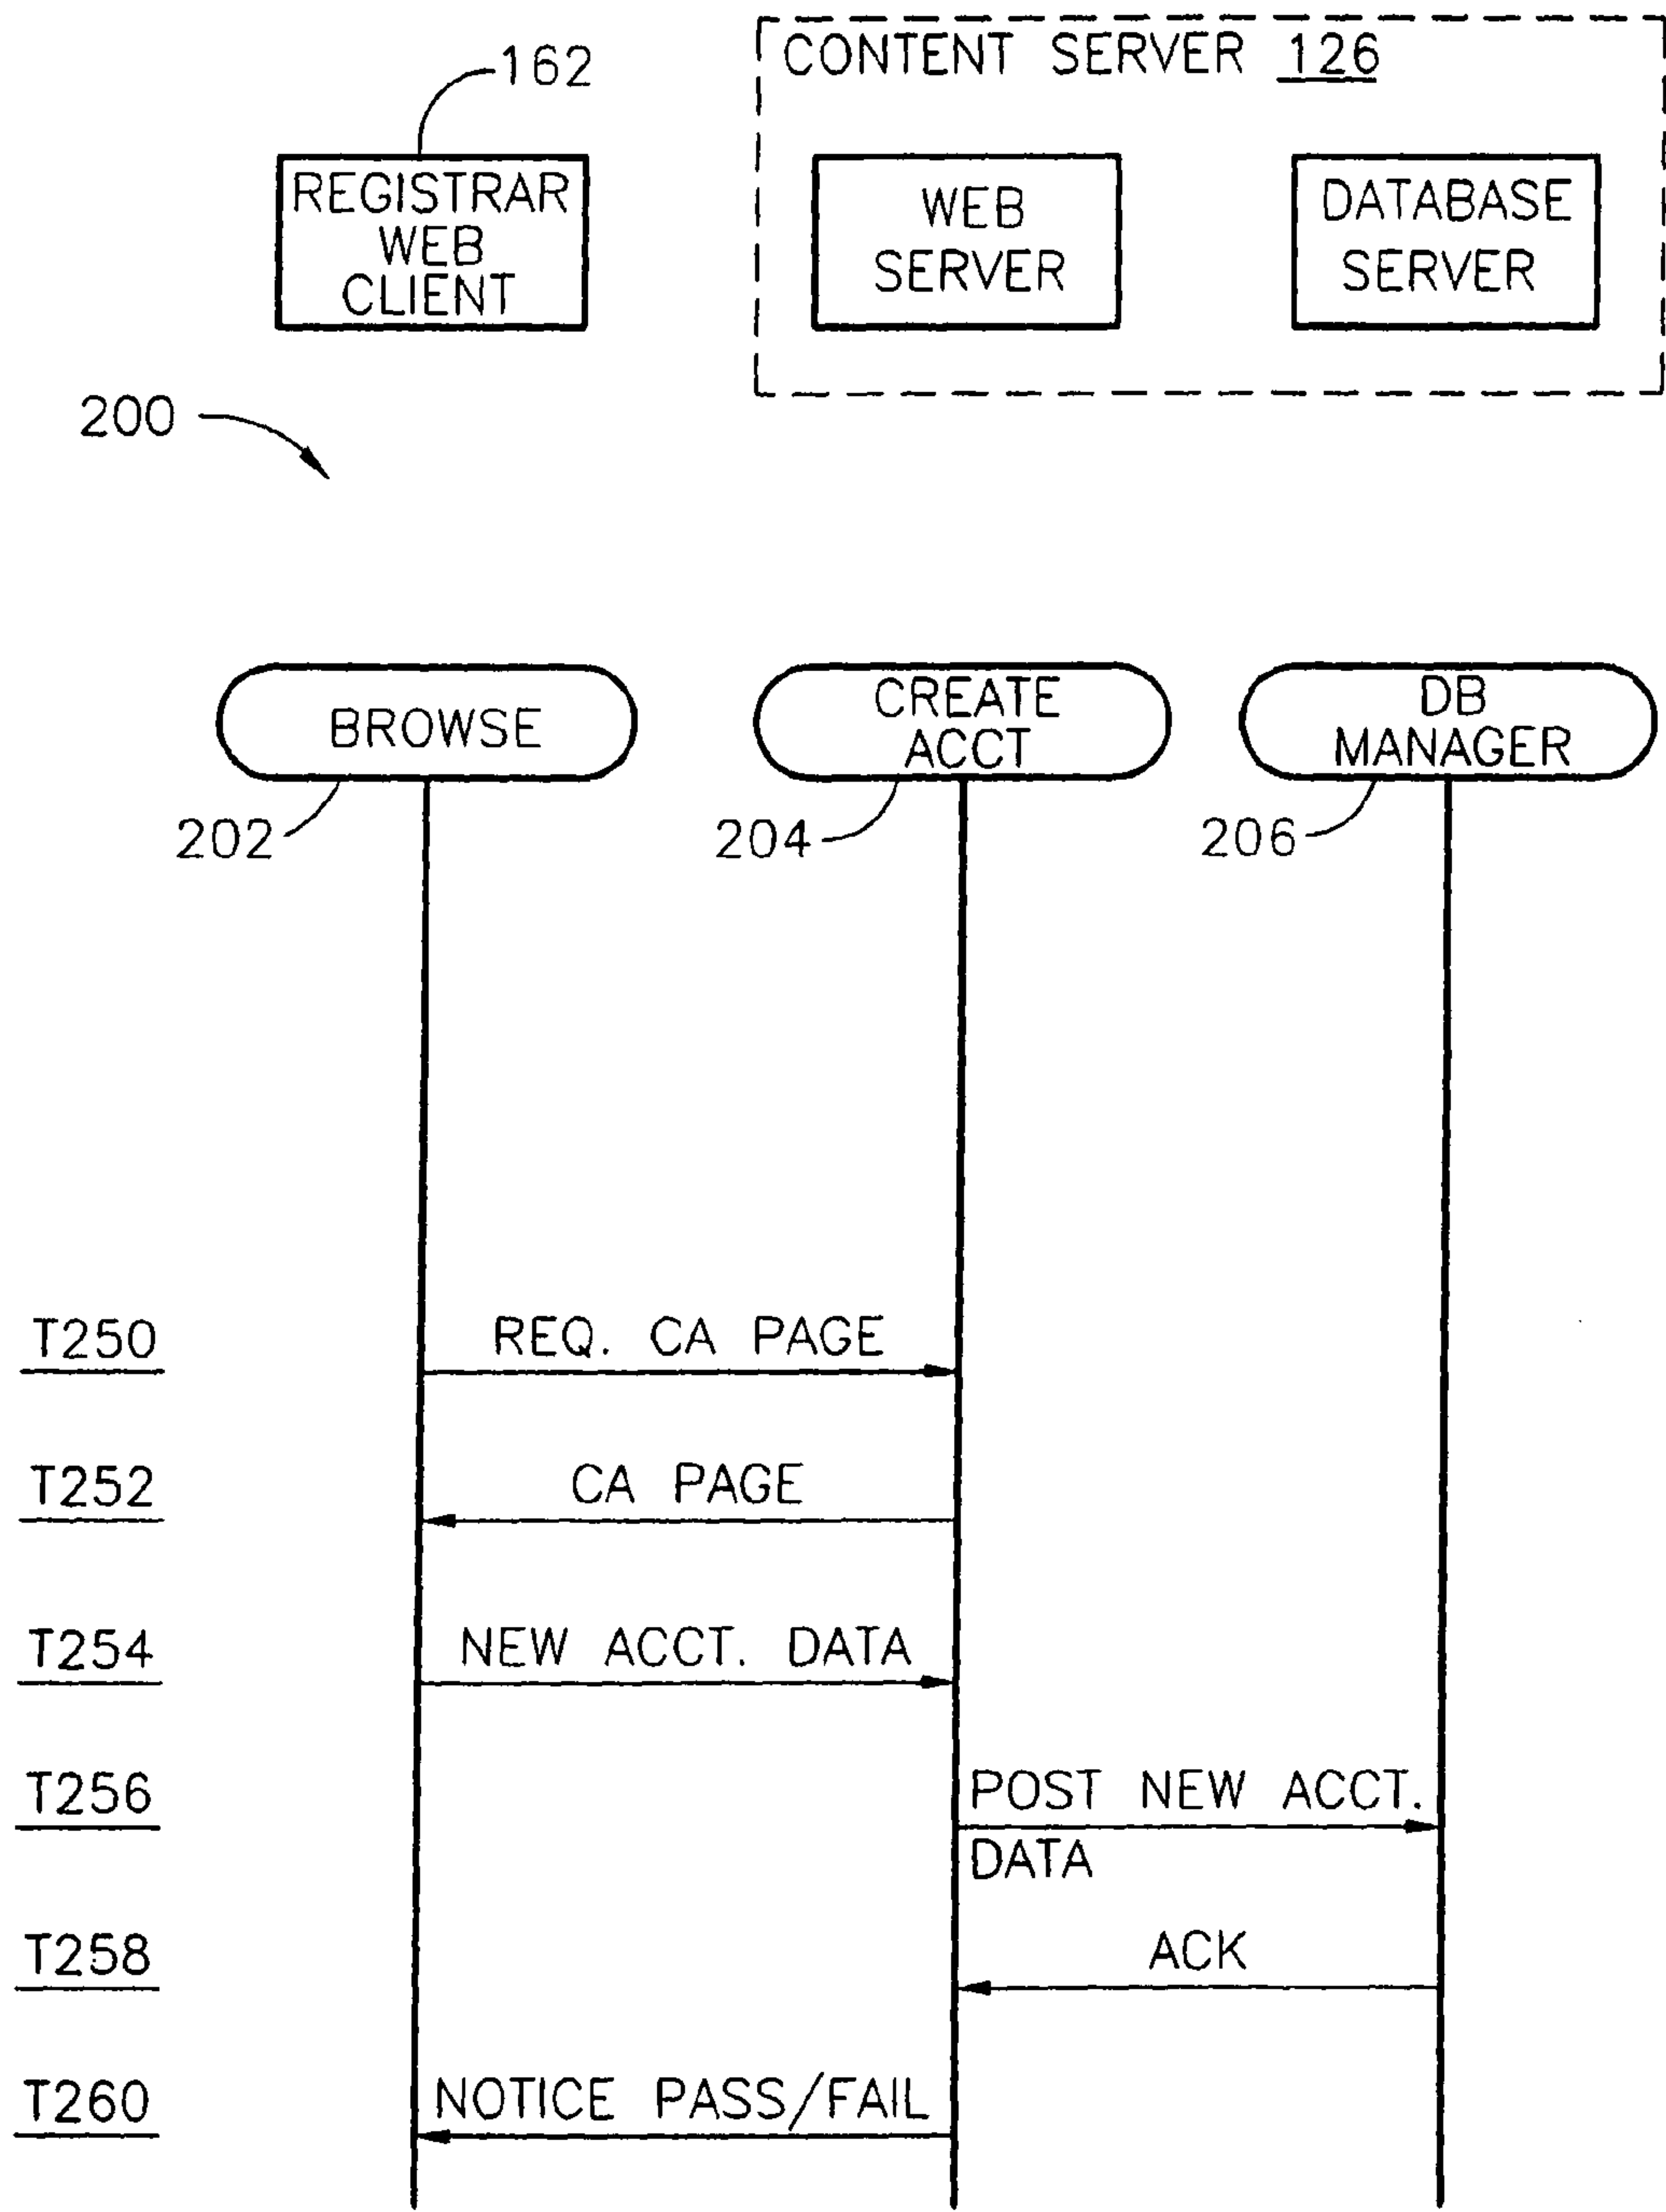 162
CONTENT SERVER 126
REGISTRAR
WEB
CLIENT
WEB
SERVER
DATABASE
SERVER
200
BROWSE
CREATE
ACCT
DB
MANAGER
202
204
206
T250
REQ. CA PAGE
T252
CA PAGE
T254
NEW ACCT. DATA
T256
POST NEW ACCT.
DATA
T258
ACK
T260
NOTICE PASS/FAIL